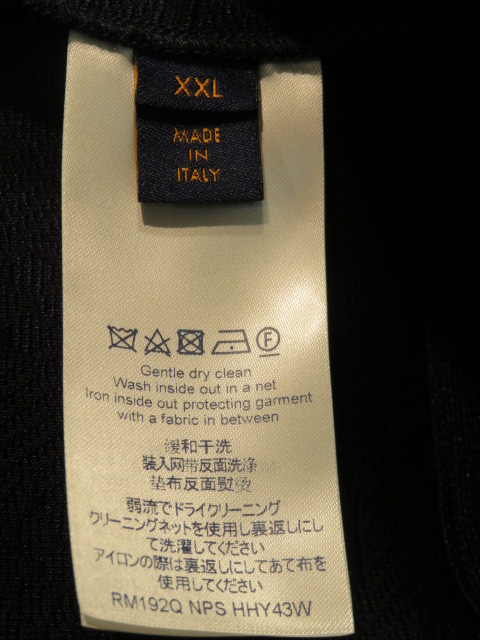 XXL
MADE
IN
ITALY
F
Gentle dry clean
Wash inside out in a net
Iron inside out protecting garment
with a fabric in between
缓和干洗
装入网带反面洗涤
垫布反面熨烫
弱流でドライクリーニング
クリーニングネットを使用し裏返しにし
て洗濯してください
アイロンの際は裏返しにしてあて布を
使用してください
RM192Q NPS HHY43W